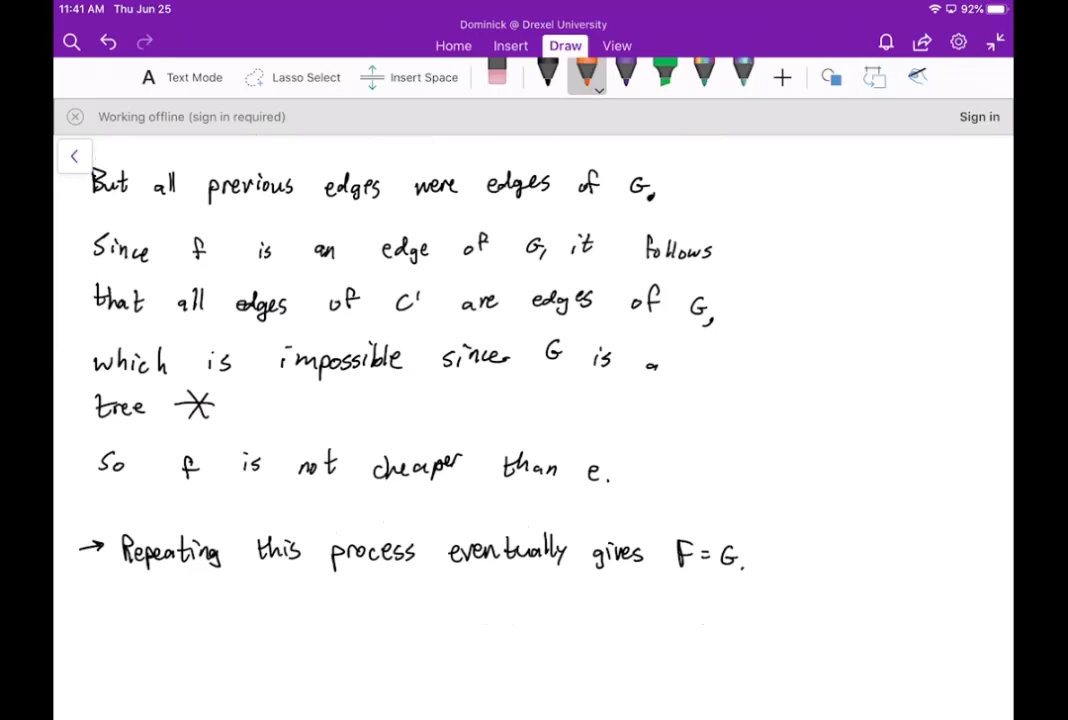 11:41 AM Thu Jun 25
92%
Dominick @ Drexel University
Home Insert Draw View
A Text Mode Lasso Select Insert Space
Working offline (sign in required) Sign in
But all previous edges were edges of G.
Since f is an edge of G, it follows
that all edges of C' are edges of G,
which is impossible since G is a
tree
So f is not cheaper than e.
→ Repeating this process eventually gives F = G.